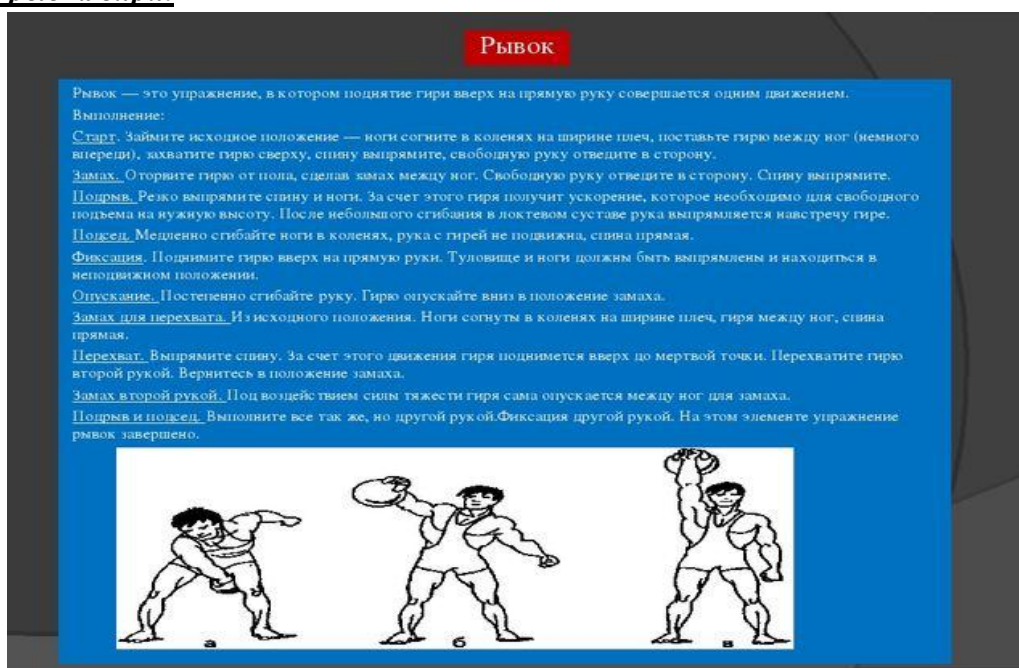 Рывок
Рывок — это упражнение, в котором поднятие гири вверх на прямую руку совершается одним движением.
Выполнение:
Старт. Займите исходное положение — ноги согните в коленях на ширине плеч, поставьте гирю между ног (немного
впереди), захватите гирю сверху, спину выпрямите, свободную руку отведите в сторону.
Замах. Оторвите гирю от пола, сделав замах между ног. Свободную руку отведите в сторону. Спину выпрямите.
Подрыв. Резко выпрямите спину и ноги. За счет этого гиря получит ускорение, которое необходимо для свободного
подъема на нужную высоту. После небольшого сгибания в локтевом суставе рука выпрямляется навстречу гире.
Подсед. Медленно сгибайте ноги в коленях, рука с гирей не подвижна, спина прямая.
Фиксация. Поднимите гирю вверх на прямую руки. Туловище и ноги должны быть выпрямлены и находиться в
неподвижном положении.
Опускание. Постепенно сгибайте руку. Гирю опускайте вниз в положение замаха.
Замах для перехвата. Из исходного положения. Ноги согнуты в коленях на ширине плеч, гиря между ног, спина
прямая.
Перехват. Выпрямите спину. За счет этого движения гиря поднимется вверх до мертвой точки. Перехватите гирю
второй рукой. Вернитесь в положение замаха.
Замах второй рукой. Под воздействием силы тяжести гиря сама опускается между ног для замаха.
Подрыв и подсед. Выполните все так же, но другой рукой.Фиксация другой рукой. На этом элементе упражнение
рывок завершено.
а б в